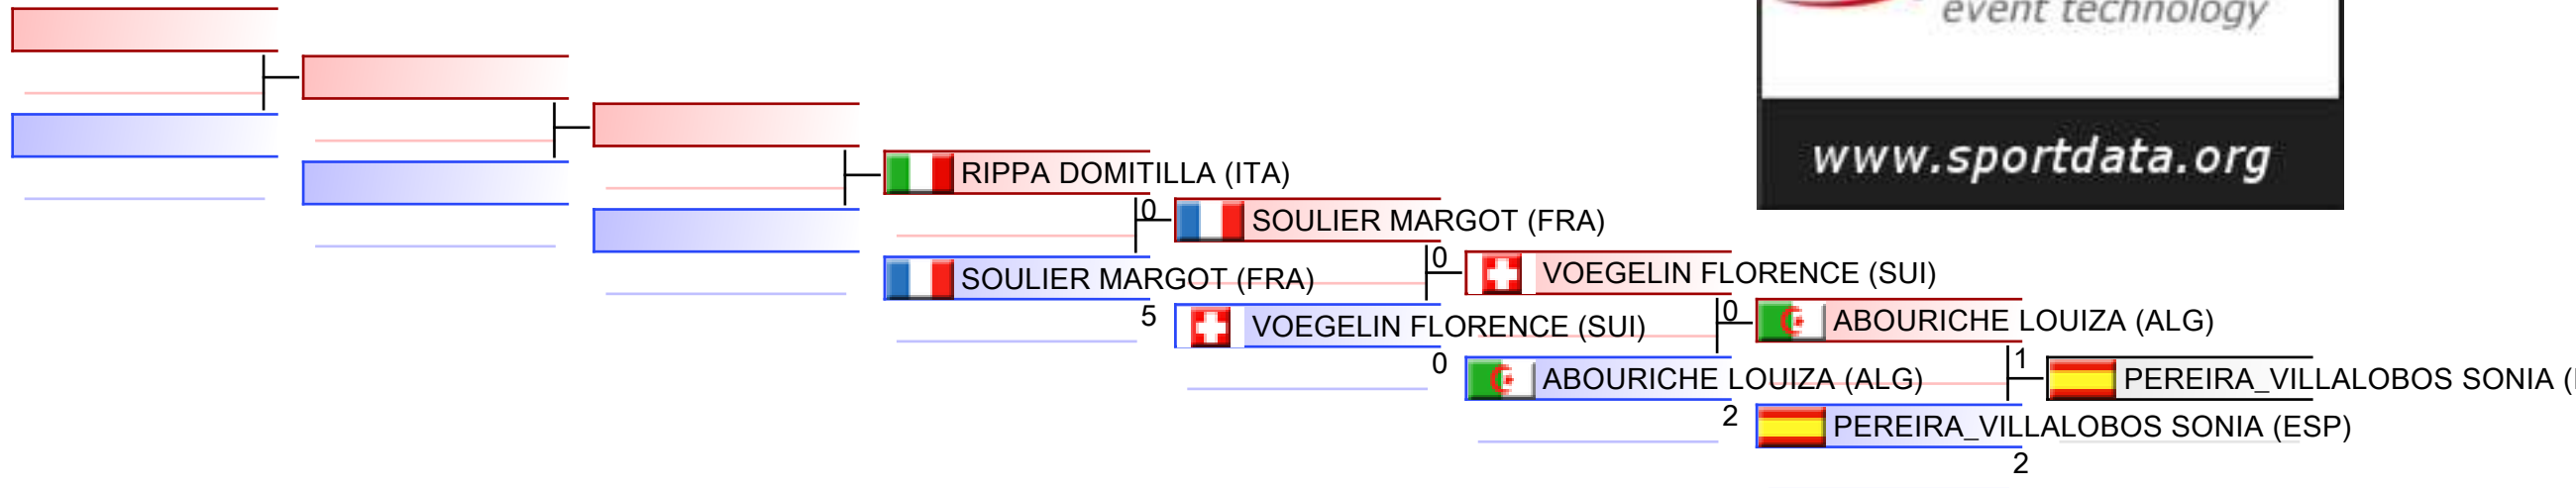 event technology
www.sportdata.org
RIPPA DOMITILLA (ITA)
0
SOULIER MARGOT (FRA)
5
SOULIER MARGOT (FRA)
0
VOEGELIN FLORENCE (SUI)
0
VOEGELIN FLORENCE (SUI)
0
ABOURICHE LOUIZA (ALG)
2
ABOURICHE LOUIZA (ALG)
1
PEREIRA_VILLALOBOS SONIA (ESP)
2
PEREIRA_VILLALOBOS SONIA (